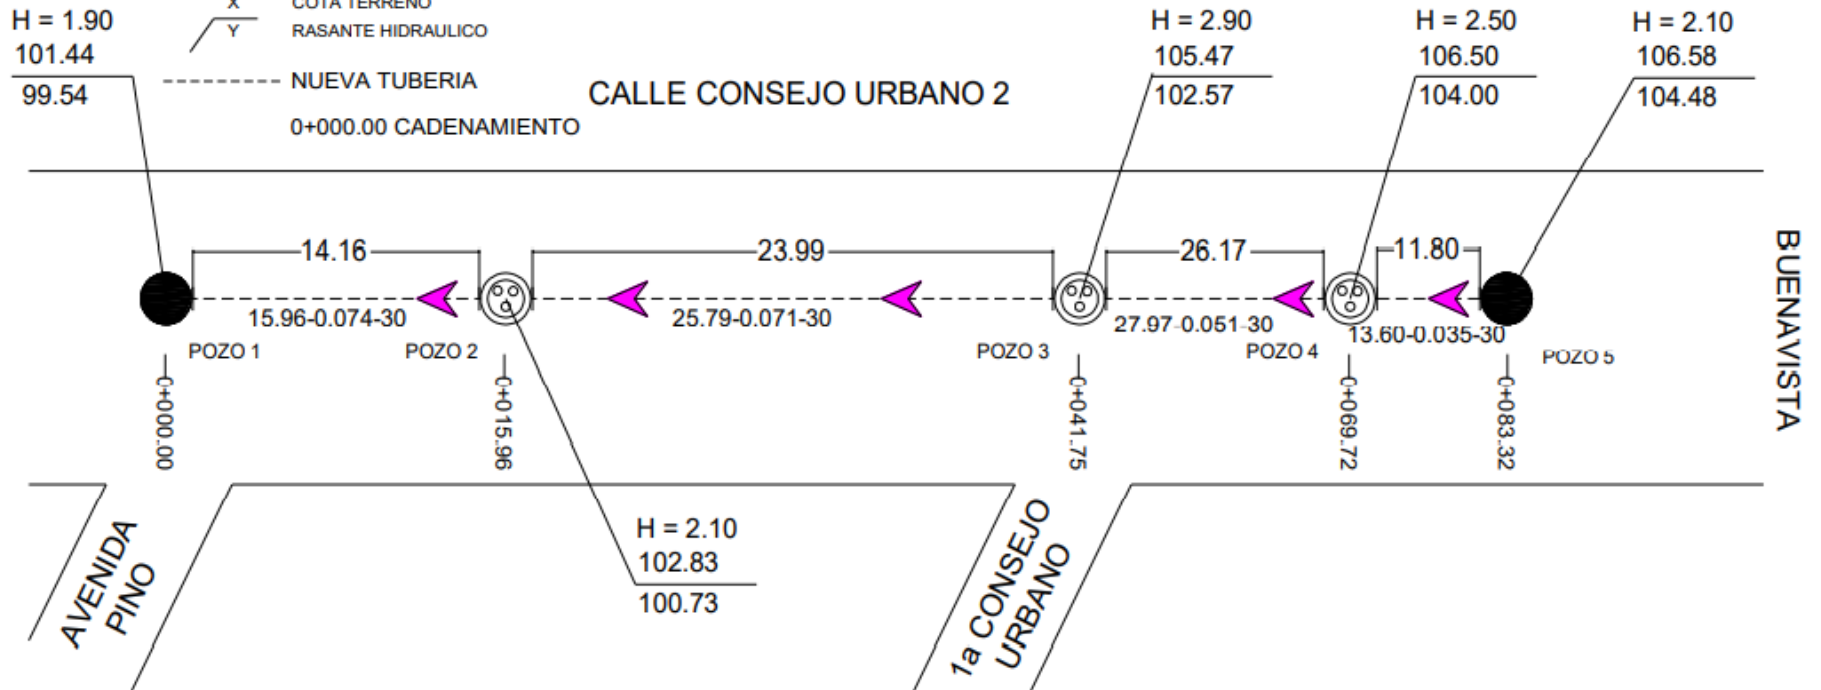 H = 1.90
101.44
99.54
X
COTA TERRENO
Y
RASANTE HIDRAULICO
NUEVA TUBERIA
0+000.00 CADENAMIENTO
CALLE CONSEJO URBANO 2
H = 2.90
105.47
102.57
H = 2.50
106.50
104.00
H = 2.10
106.58
104.48
14.16
23.99
26.17
11.80
15.96-0.074-30
25.79-0.071-30
27.97-0.051-30
13.60-0.035-30
POZO 1
POZO 2
POZO 3
POZO 4
POZO 5
0+000.00
0+015.96
0+041.75
0+069.72
0+083.32
BUENAVISTA
H = 2.10
102.83
100.73
AVENIDA
PINO
1a CONSEJO
URBANO